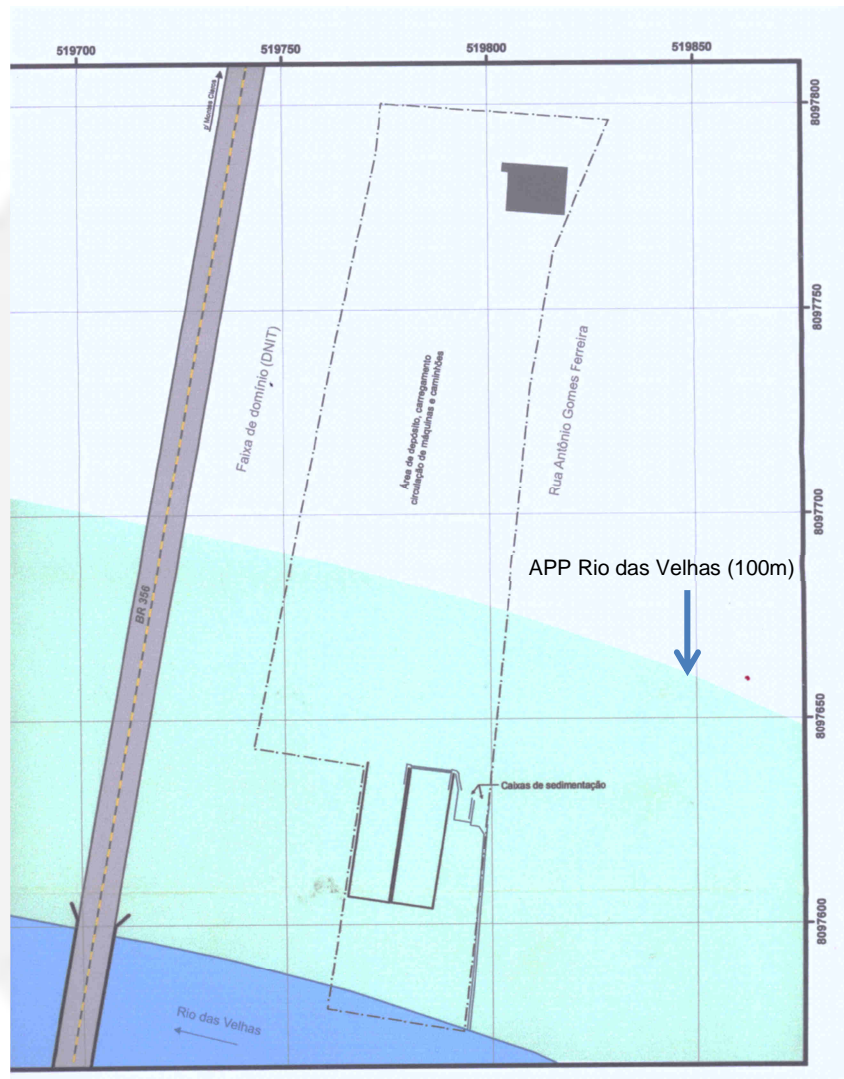 519700
519750
519800
519850
p/ Montes Claros
8097800
8097750
8097700
8097650
8097600
Faixa de domínio (DNIT)
Área de depósito, carregamento
circulação de máquinas e caminhões
Rua Antônio Gomes Ferreira
APP Rio das Velhas (100m)
BR 356
Caixas de sedimentação
Rio das Velhas